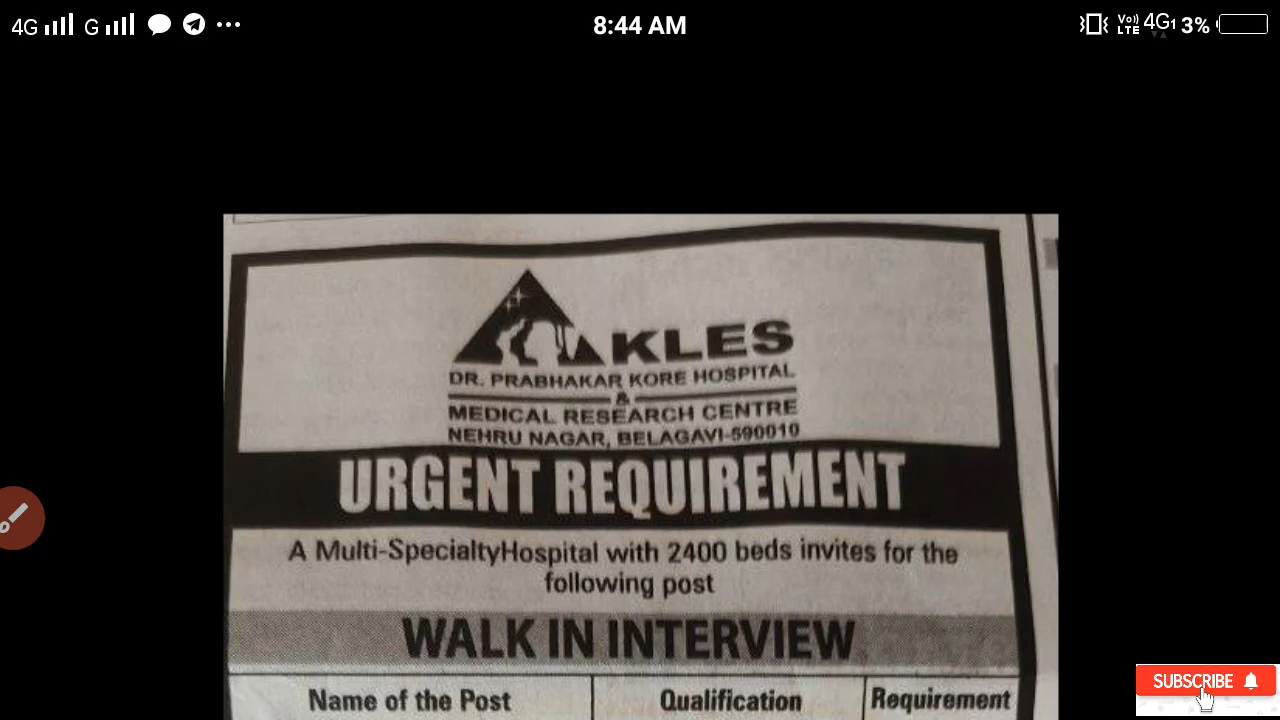 4G G 8:44 AM Vo)) LTE 4G1 3%
KLES
DR. PRABHAKAR KORE HOSPITAL
&
MEDICAL RESEARCH CENTRE
NEHRU NAGAR, BELAGAVI-590010
URGENT REQUIREMENT
A Multi-SpecialtyHospital with 2400 beds invites for the
following post
WALK IN INTERVIEW
Name of the Post Qualification Requirement
SUBSCRIBE